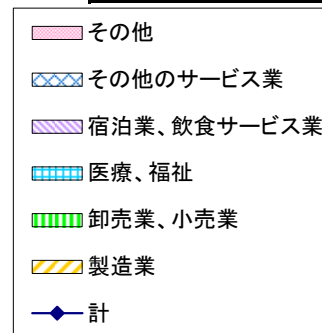 その他
その他のサービス業
宿泊業、飲食サービス業
医療、福祉
卸売業、小売業
製造業
計